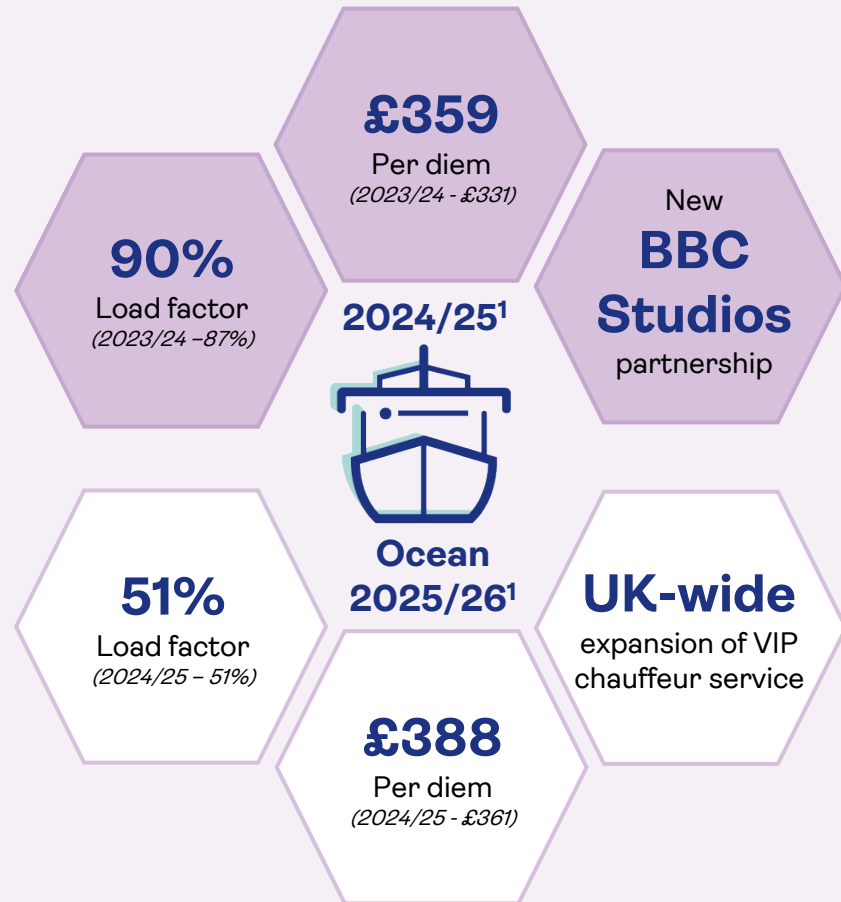 £359
Per diem
(2023/24 - £331)
90%
Load factor
(2023/24 –87%)
New
BBC
Studios
partnership
2024/25¹
Ocean
2025/26¹
51%
Load factor
(2024/25 – 51%)
UK-wide
expansion of VIP
chauffeur service
£388
Per diem
(2024/25 - £361)